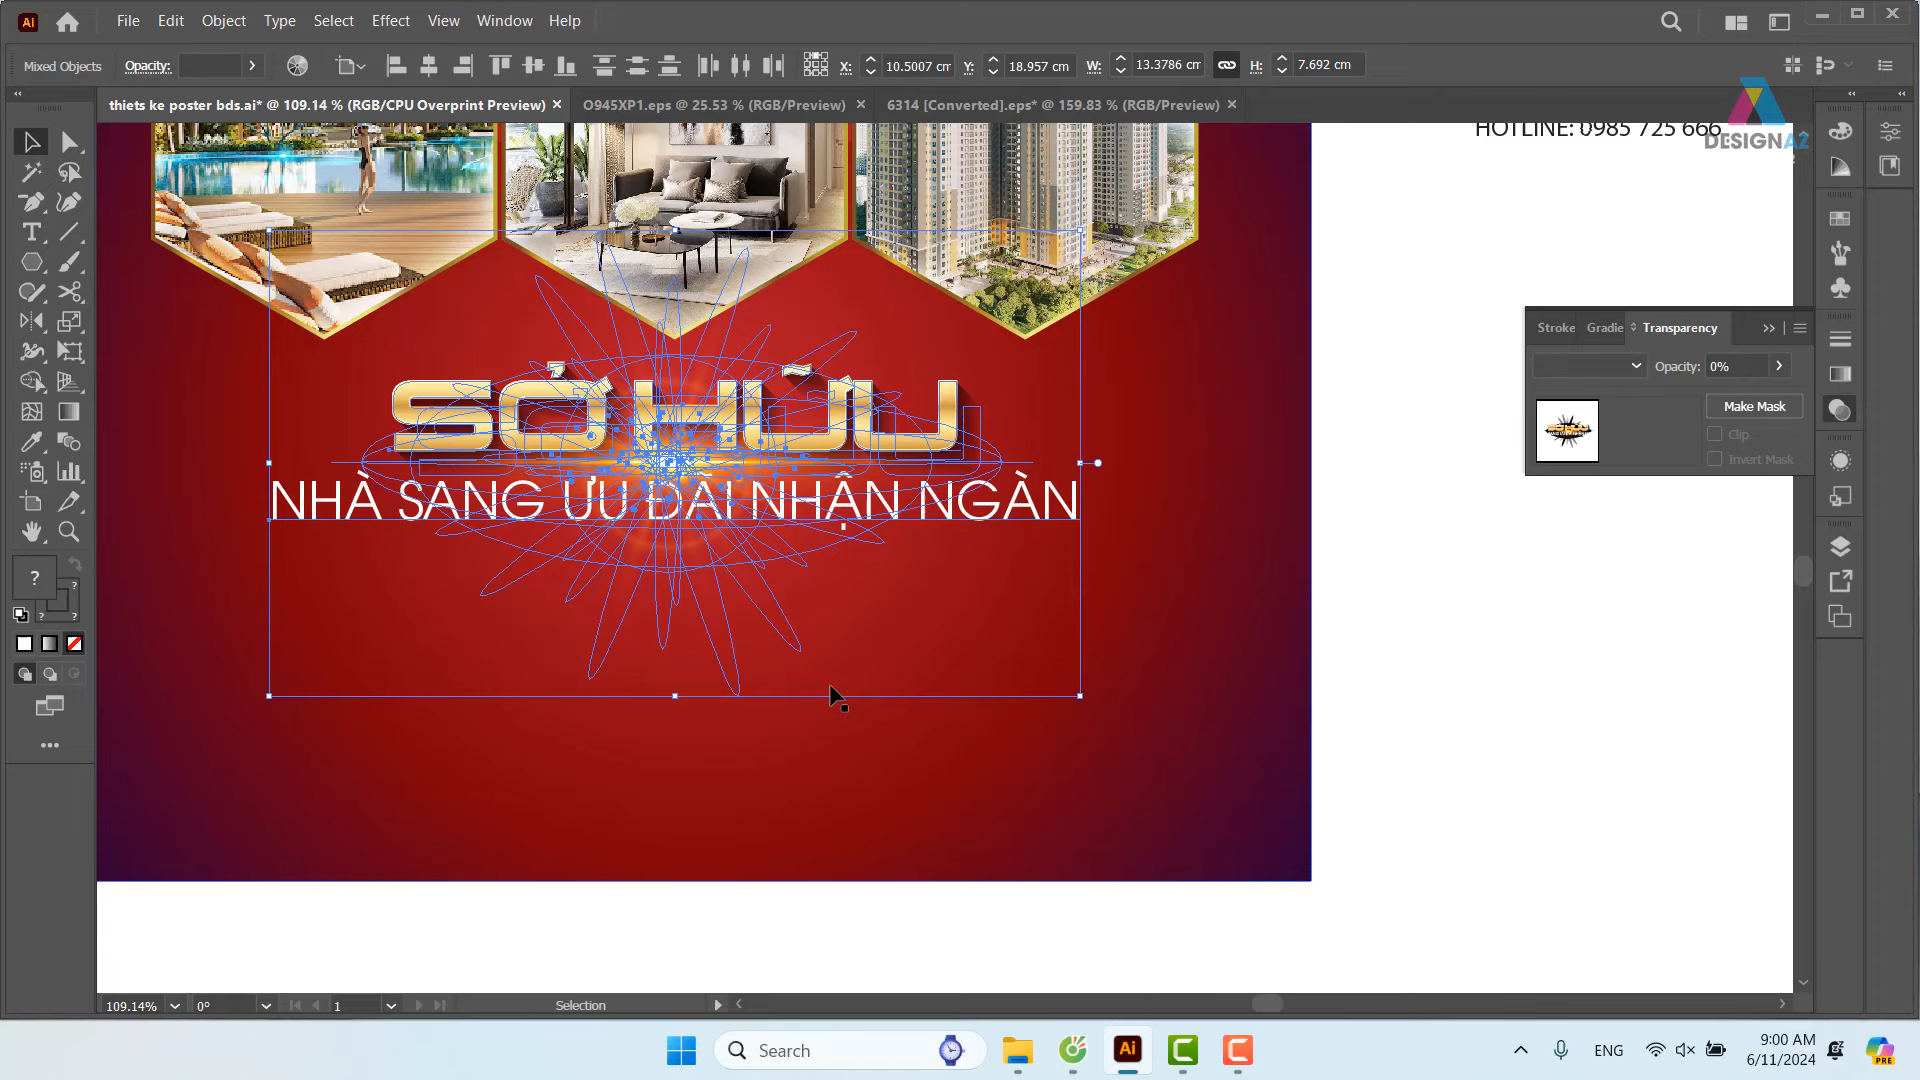 Ai File Edit Object Type Select Effect View Window Help
Mixed Objects Opacity: X: 10.5007 cm Y: 18.957 cm W: 13.3786 cm H: 7.692 cm
thiets ke poster bds.ai* @ 109.14 % (RGB/CPU Overprint Preview) × O945XP1.eps @ 25.53 % (RGB/Preview) × 6314 [Converted].eps* @ 159.83 % (RGB/Preview) ×
HOTLINE: 0985 725 666
DESIGNA2
Stroke Gradie Transparency
Opacity: 0%
Make Mask
Clip
Invert Mask
SỞ HỮU
NHÀ SANG ƯU ĐÃI NHẬN NGÀN
109.14% 0° 1 Selection
Search
ENG
9:00 AM
6/11/2024
PRE